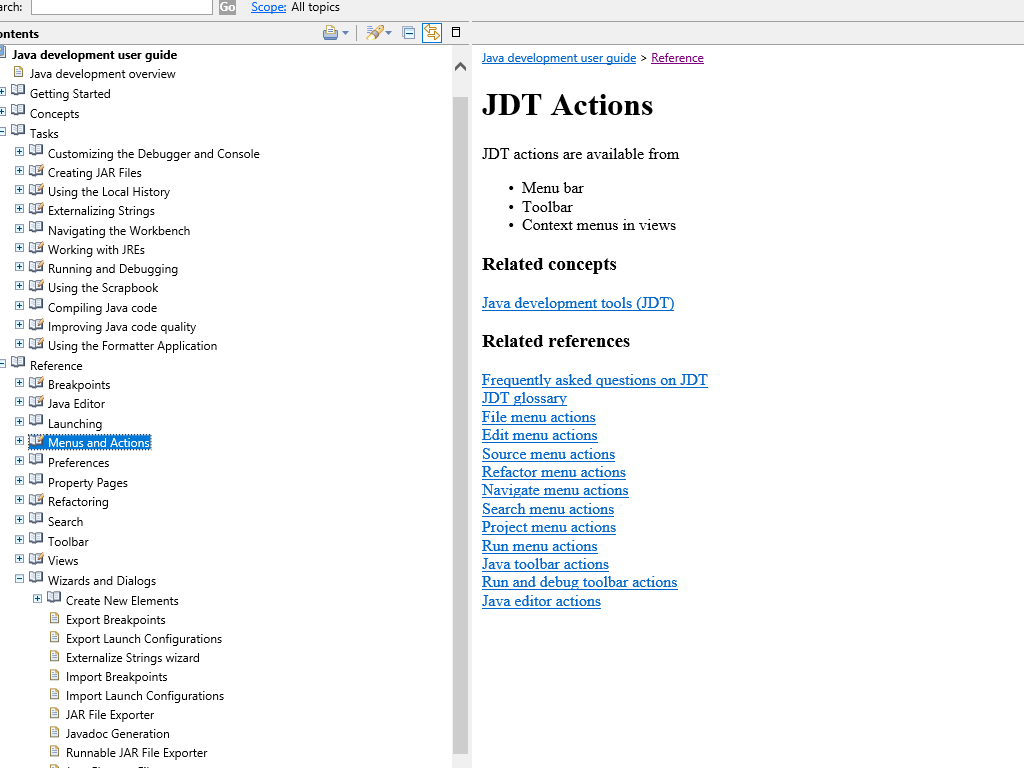 arch: Go Scope: All topics
ontents
Java development user guide
Java development overview
Getting Started
Concepts
Tasks
Customizing the Debugger and Console
Creating JAR Files
Using the Local History
Externalizing Strings
Navigating the Workbench
Working with JREs
Running and Debugging
Using the Scrapbook
Compiling Java code
Improving Java code quality
Using the Formatter Application
Reference
Breakpoints
Java Editor
Launching
Menus and Actions
Preferences
Property Pages
Refactoring
Search
Toolbar
Views
Wizards and Dialogs
Create New Elements
Export Breakpoints
Export Launch Configurations
Externalize Strings wizard
Import Breakpoints
Import Launch Configurations
JAR File Exporter
Javadoc Generation
Runnable JAR File Exporter
Java development user guide > Reference
JDT Actions
JDT actions are available from
• Menu bar
• Toolbar
• Context menus in views
Related concepts
Java development tools (JDT)
Related references
Frequently asked questions on JDT
JDT glossary
File menu actions
Edit menu actions
Source menu actions
Refactor menu actions
Navigate menu actions
Search menu actions
Project menu actions
Run menu actions
Java toolbar actions
Run and debug toolbar actions
Java editor actions